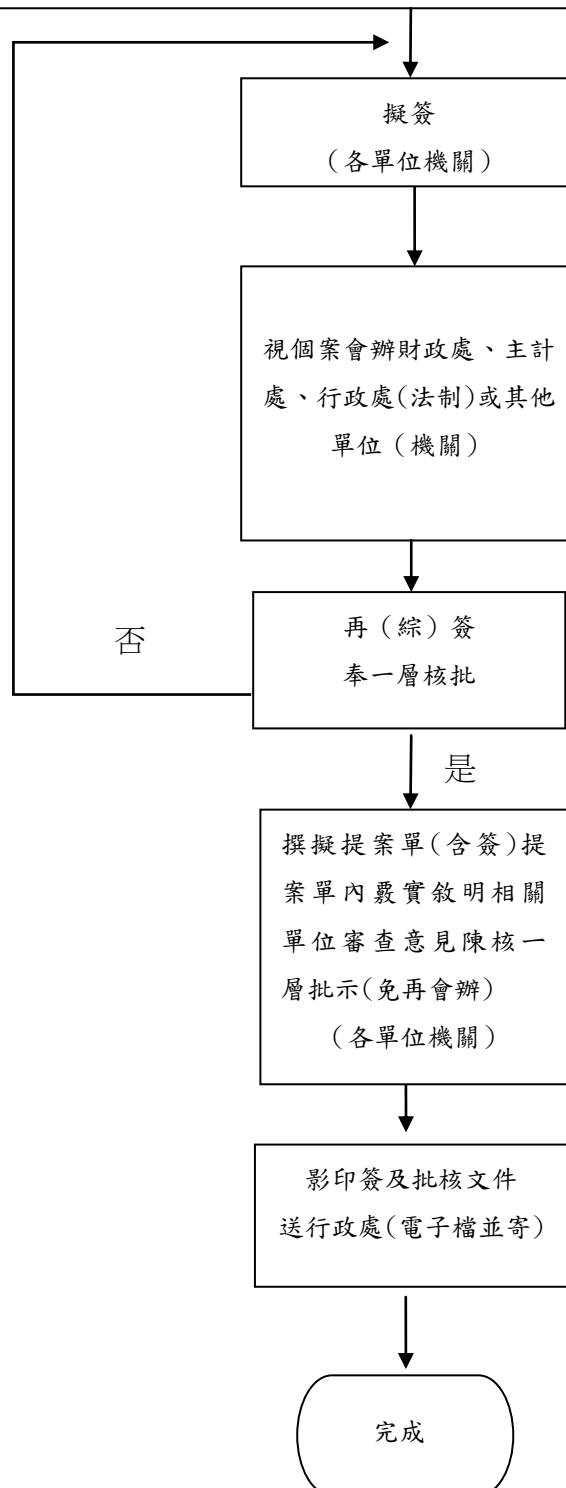 擬簽
（各單位機關）
視個案會辦財政處、主計
處、行政處(法制)或其他
單位（機關）
再（綜）簽
奉一層核批
否
是
撰擬提案單(含簽)提
案單內覈實敘明相關
單位審查意見陳核一
層批示(免再會辦)
（各單位機關）
影印簽及批核文件
送行政處(電子檔並寄)
完成